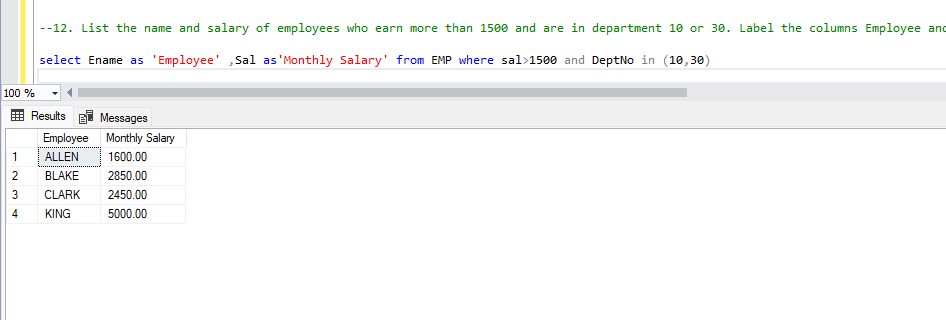 --12. List the name and salary of employees who earn more than 1500 and are in department 10 or 30. Label the columns Employee and
select Ename as 'Employee' ,Sal as'Monthly Salary' from EMP where sal>1500 and DeptNo in (10,30)
100 %
Results Messages
Employee Monthly Salary
1 ALLEN 1600.00
2 BLAKE 2850.00
3 CLARK 2450.00
4 KING 5000.00